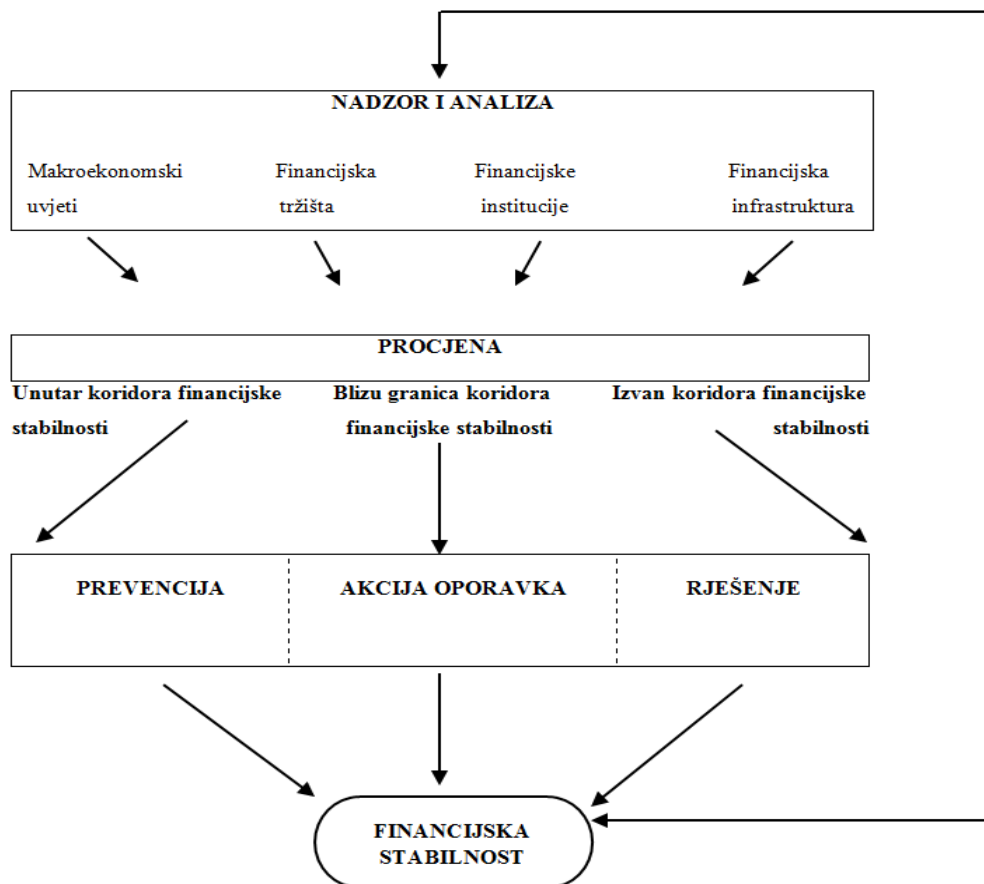 NADZOR I ANALIZA
Makroekonomski
uvjeti
Financijska
tržišta
Financijske
institucije
Financijska
infrastruktura
PROCJENA
Unutar koridora financijske
stabilnosti
Blizu granica koridora
financijske stabilnosti
Izvan koridora financijske
stabilnosti
PREVENCIJA
AKCIJA OPORAVKA
RJEŠENJE
FINANCIJSKA
STABILNOST